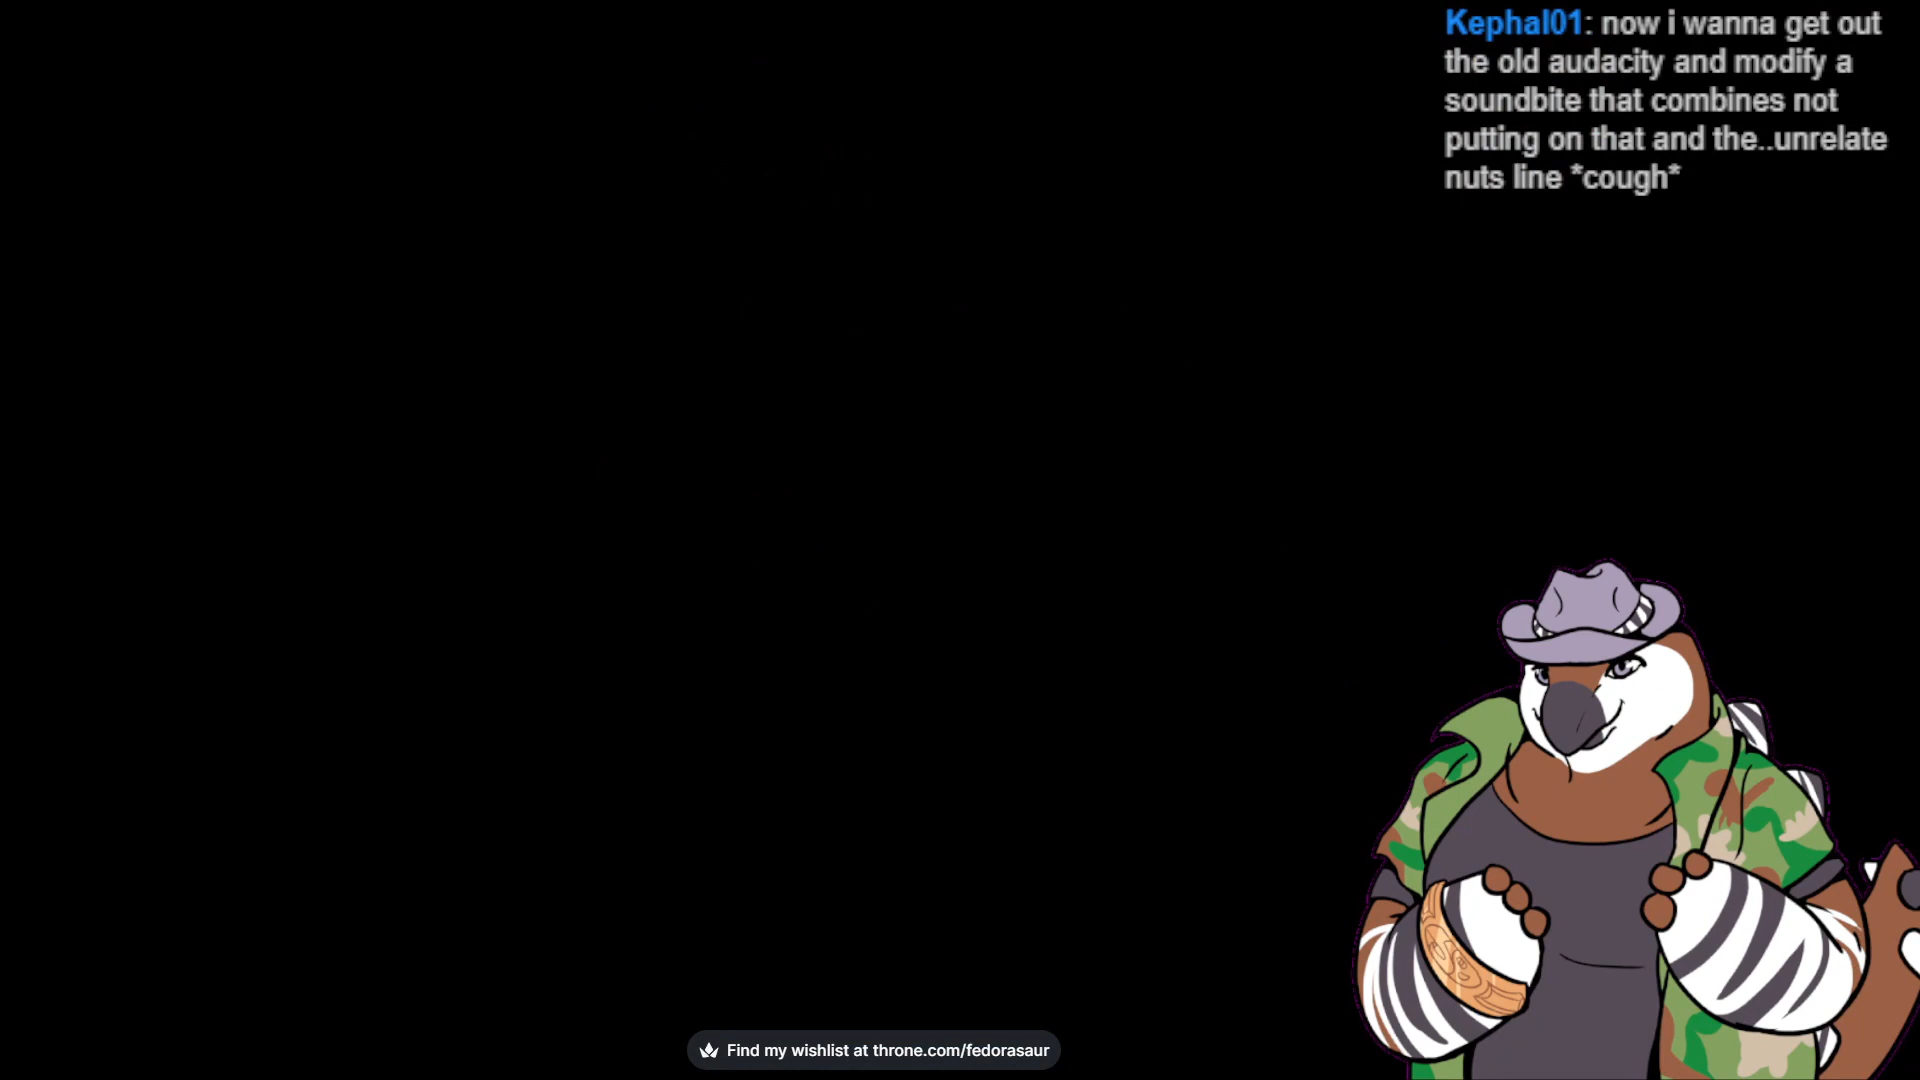 Kephal01: now i wanna get out
the old audacity and modify a
soundbite that combines not
putting on that and the..unrelate
nuts line *cough*
Find my wishlist at throne.com/fedorasaur